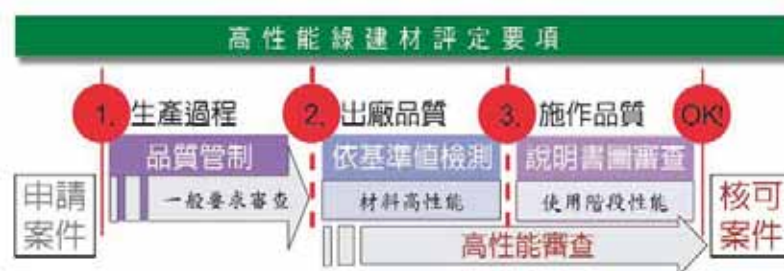 高性能綠建材評定要項
1. 生產過程
2. 出廠品質
3. 施作品質
OK!
品質管制
依基準值檢測
說明書圖審查
申請案件
一般要求審查
材料高性能
使用階段性能
核可案件
高性能審查